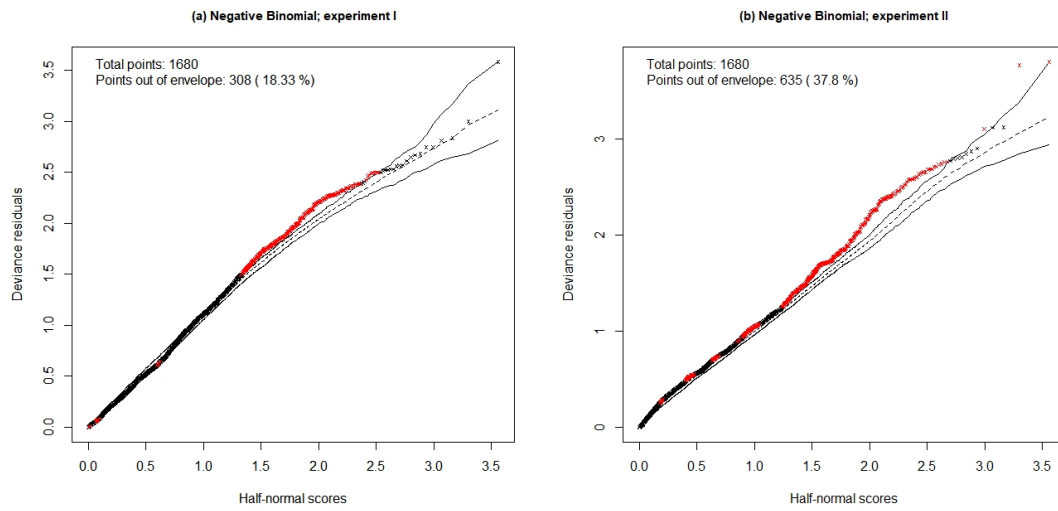 (a) Negative Binomial; experiment I
Total points: 1680
Points out of envelope: 308 ( 18.33 %)
Deviance residuals
3.5
3.0
2.5
2.0
1.5
1.0
0.5
0.0
0.0 0.5 1.0 1.5 2.0 2.5 3.0 3.5
Half-normal scores
(b) Negative Binomial; experiment II
Total points: 1680
Points out of envelope: 635 ( 37.8 %)
Deviance residuals
3
2
1
0
0.0 0.5 1.0 1.5 2.0 2.5 3.0 3.5
Half-normal scores